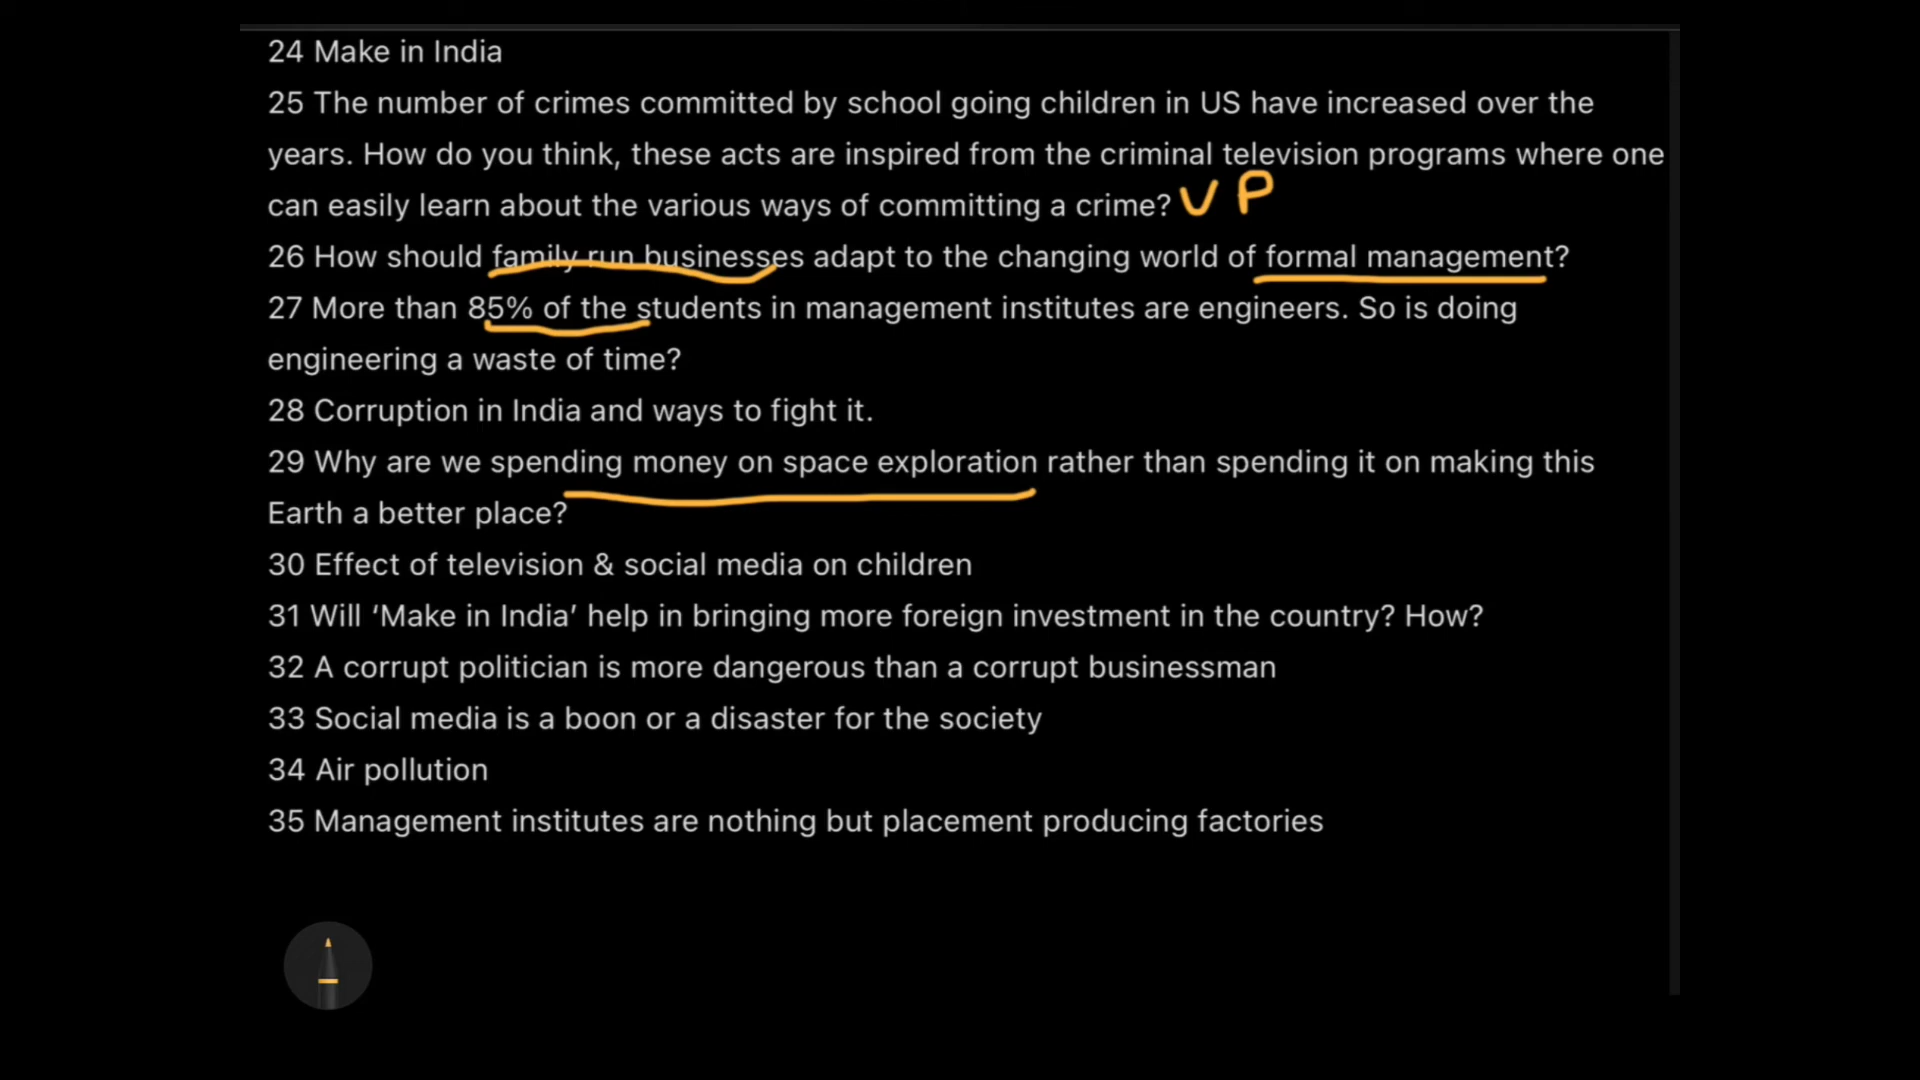 24 Make in India
25 The number of crimes committed by school going children in US have increased over the
years. How do you think, these acts are inspired from the criminal television programs where one
can easily learn about the various ways of committing a crime? VP
26 How should family run businesses adapt to the changing world of formal management?
27 More than 85% of the students in management institutes are engineers. So is doing
engineering a waste of time?
28 Corruption in India and ways to fight it.
29 Why are we spending money on space exploration rather than spending it on making this
Earth a better place?
30 Effect of television & social media on children
31 Will ‘Make in India’ help in bringing more foreign investment in the country? How?
32 A corrupt politician is more dangerous than a corrupt businessman
33 Social media is a boon or a disaster for the society
34 Air pollution
35 Management institutes are nothing but placement producing factories